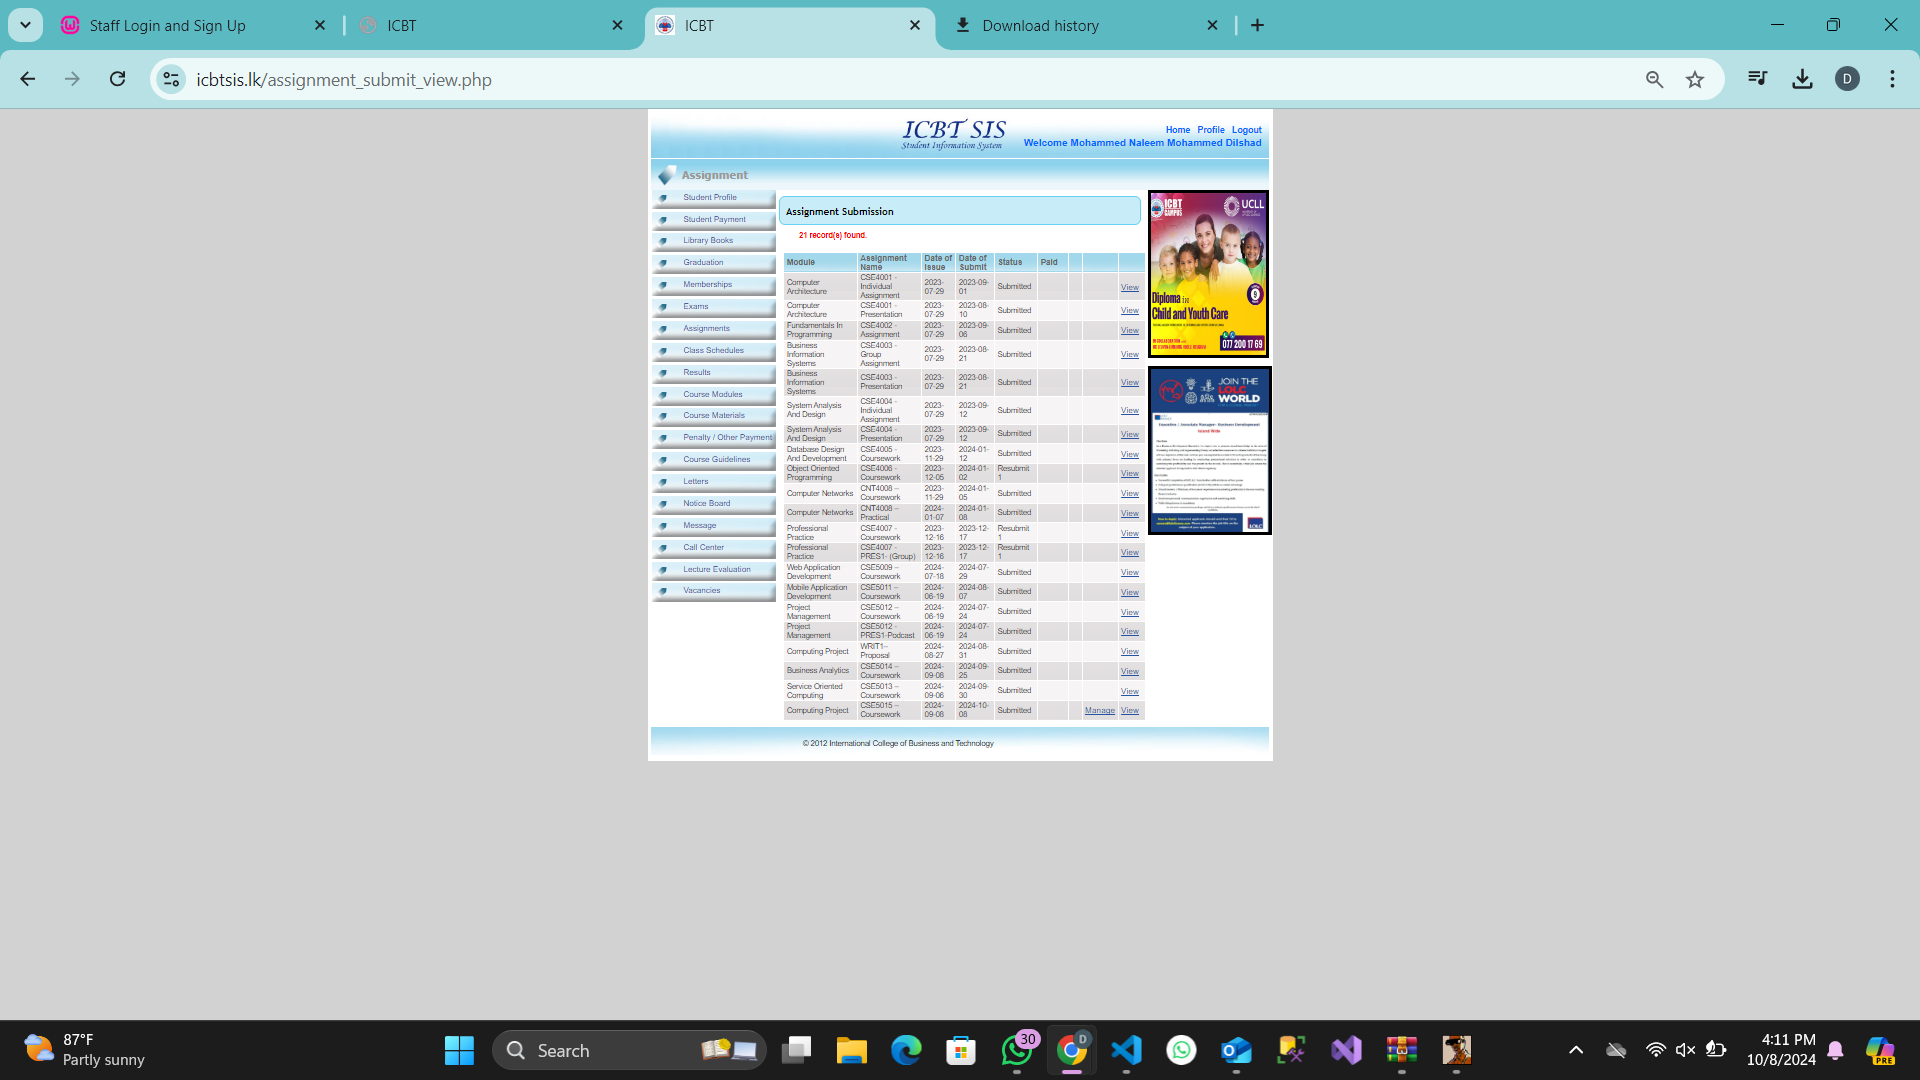 Staff Login and Sign Up
ICBT
ICBT
Download history
icbtsis.lk/assignment_submit_view.php
D
ICBT SIS
Student Information System
Home Profile Logout
Welcome Mohammed Naleem Mohammed Dilshad
Assignment
Student Profile
Student Payment
Library Books
Graduation
Memberships
Exams
Assignments
Class Schedules
Results
Course Modules
Course Materials
Penalty / Other Payment
Course Guidelines
Letters
Notice Board
Message
Call Center
Lecture Evaluation
Vacancies
Assignment Submission
21 record(s) found.
Module Assignment Name Date of Issue Date of Submit Status Paid
Computer Architecture CSE4001 - Individual Assignment 2023-07-29 2023-09-01 Submitted View
Computer Architecture CSE4001 - Presentation 2023-07-29 2023-08-10 Submitted View
Fundamentals In Programming CSE4002 - Assignment 2023-07-29 2023-09-06 Submitted View
Business Information Systems CSE4003 - Group Assignment 2023-07-29 2023-08-21 Submitted View
Business Information Systems CSE4003 - Presentation 2023-07-29 2023-08-21 Submitted View
System Analysis And Design CSE4004 - Individual Assignment 2023-07-29 2023-09-12 Submitted View
System Analysis And Design CSE4004 - Presentation 2023-07-29 2023-09-12 Submitted View
Database Design And Development CSE4005 - Coursework 2023-11-29 2024-01-12 Submitted View
Object Oriented Programming CSE4006 - Coursework 2023-12-05 2024-01-02 Resubmit 1 View
Computer Networks CNT4008 – Coursework 2023-11-29 2024-01-05 Submitted View
Computer Networks CNT4008 – Practical 2024-01-07 2024-01-08 Submitted View
Professional Practice CSE4007 - Coursework 2023-12-16 2023-12-17 Resubmit 1 View
Professional Practice CSE4007 - PRES1- (Group) 2023-12-16 2023-12-17 Resubmit 1 View
Web Application Development CSE5009 – Coursework 2024-07-18 2024-07-29 Submitted View
Mobile Application Development CSE5011 – Coursework 2024-06-19 2024-08-07 Submitted View
Project Management CSE5012 – Coursework 2024-06-19 2024-07-24 Submitted View
Project Management CSE5012 - PRES1-Podcast 2024-06-19 2024-07-24 Submitted View
Computing Project WRIT1– Proposal 2024-08-27 2024-08-31 Submitted View
Business Analytics CSE5014 – Coursework 2024-09-08 2024-09-25 Submitted View
Service Oriented Computing CSE5013 – Coursework 2024-09-06 2024-09-30 Submitted View
Computing Project CSE5015 – Coursework 2024-09-08 2024-10-08 Submitted Manage View
ICBT CAMPUS
UCLL
Diploma in
Child and Youth Care
077 200 17 69
JOIN THE
LOLC
WORLD
Executive / Associate Manager- Business Development
Island Wide
LOLC
© 2012 International College of Business and Technology
87°F
Partly sunny
Search
30
D
PRE
4:11 PM
10/8/2024